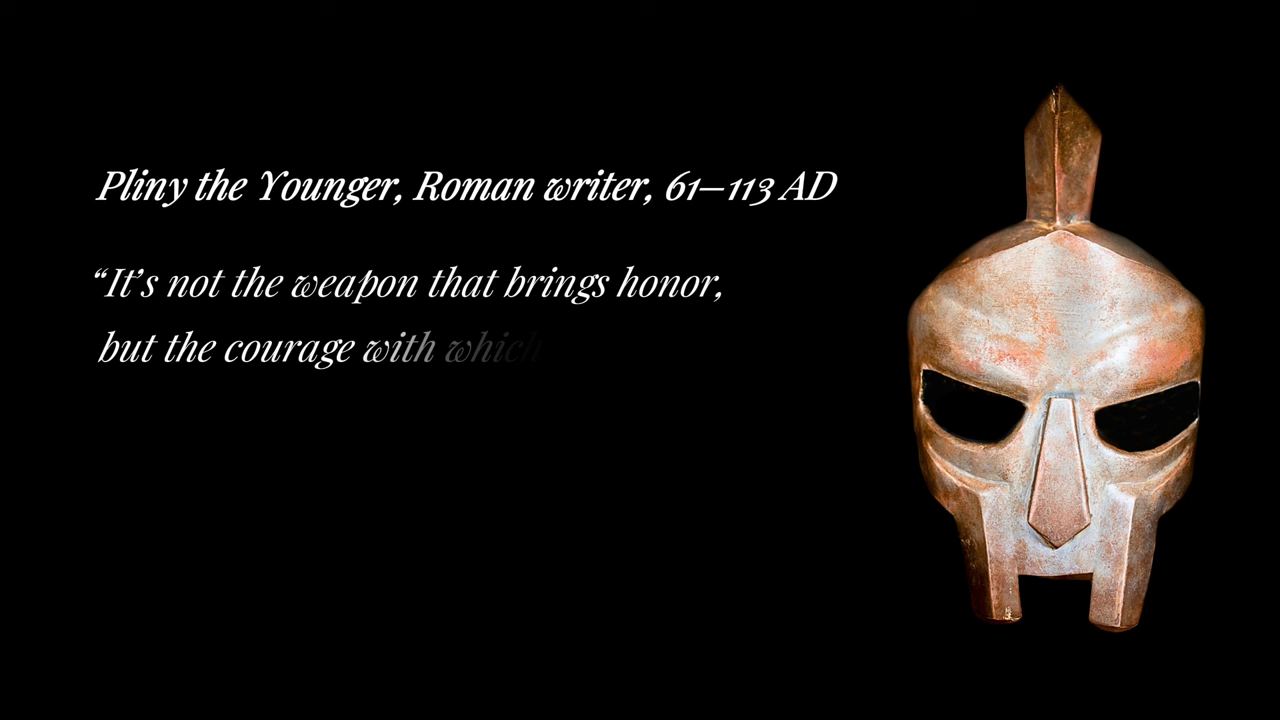 Pliny the Younger, Roman writer, 61–113 AD
“It’s not the weapon that brings honor,
but the courage with which